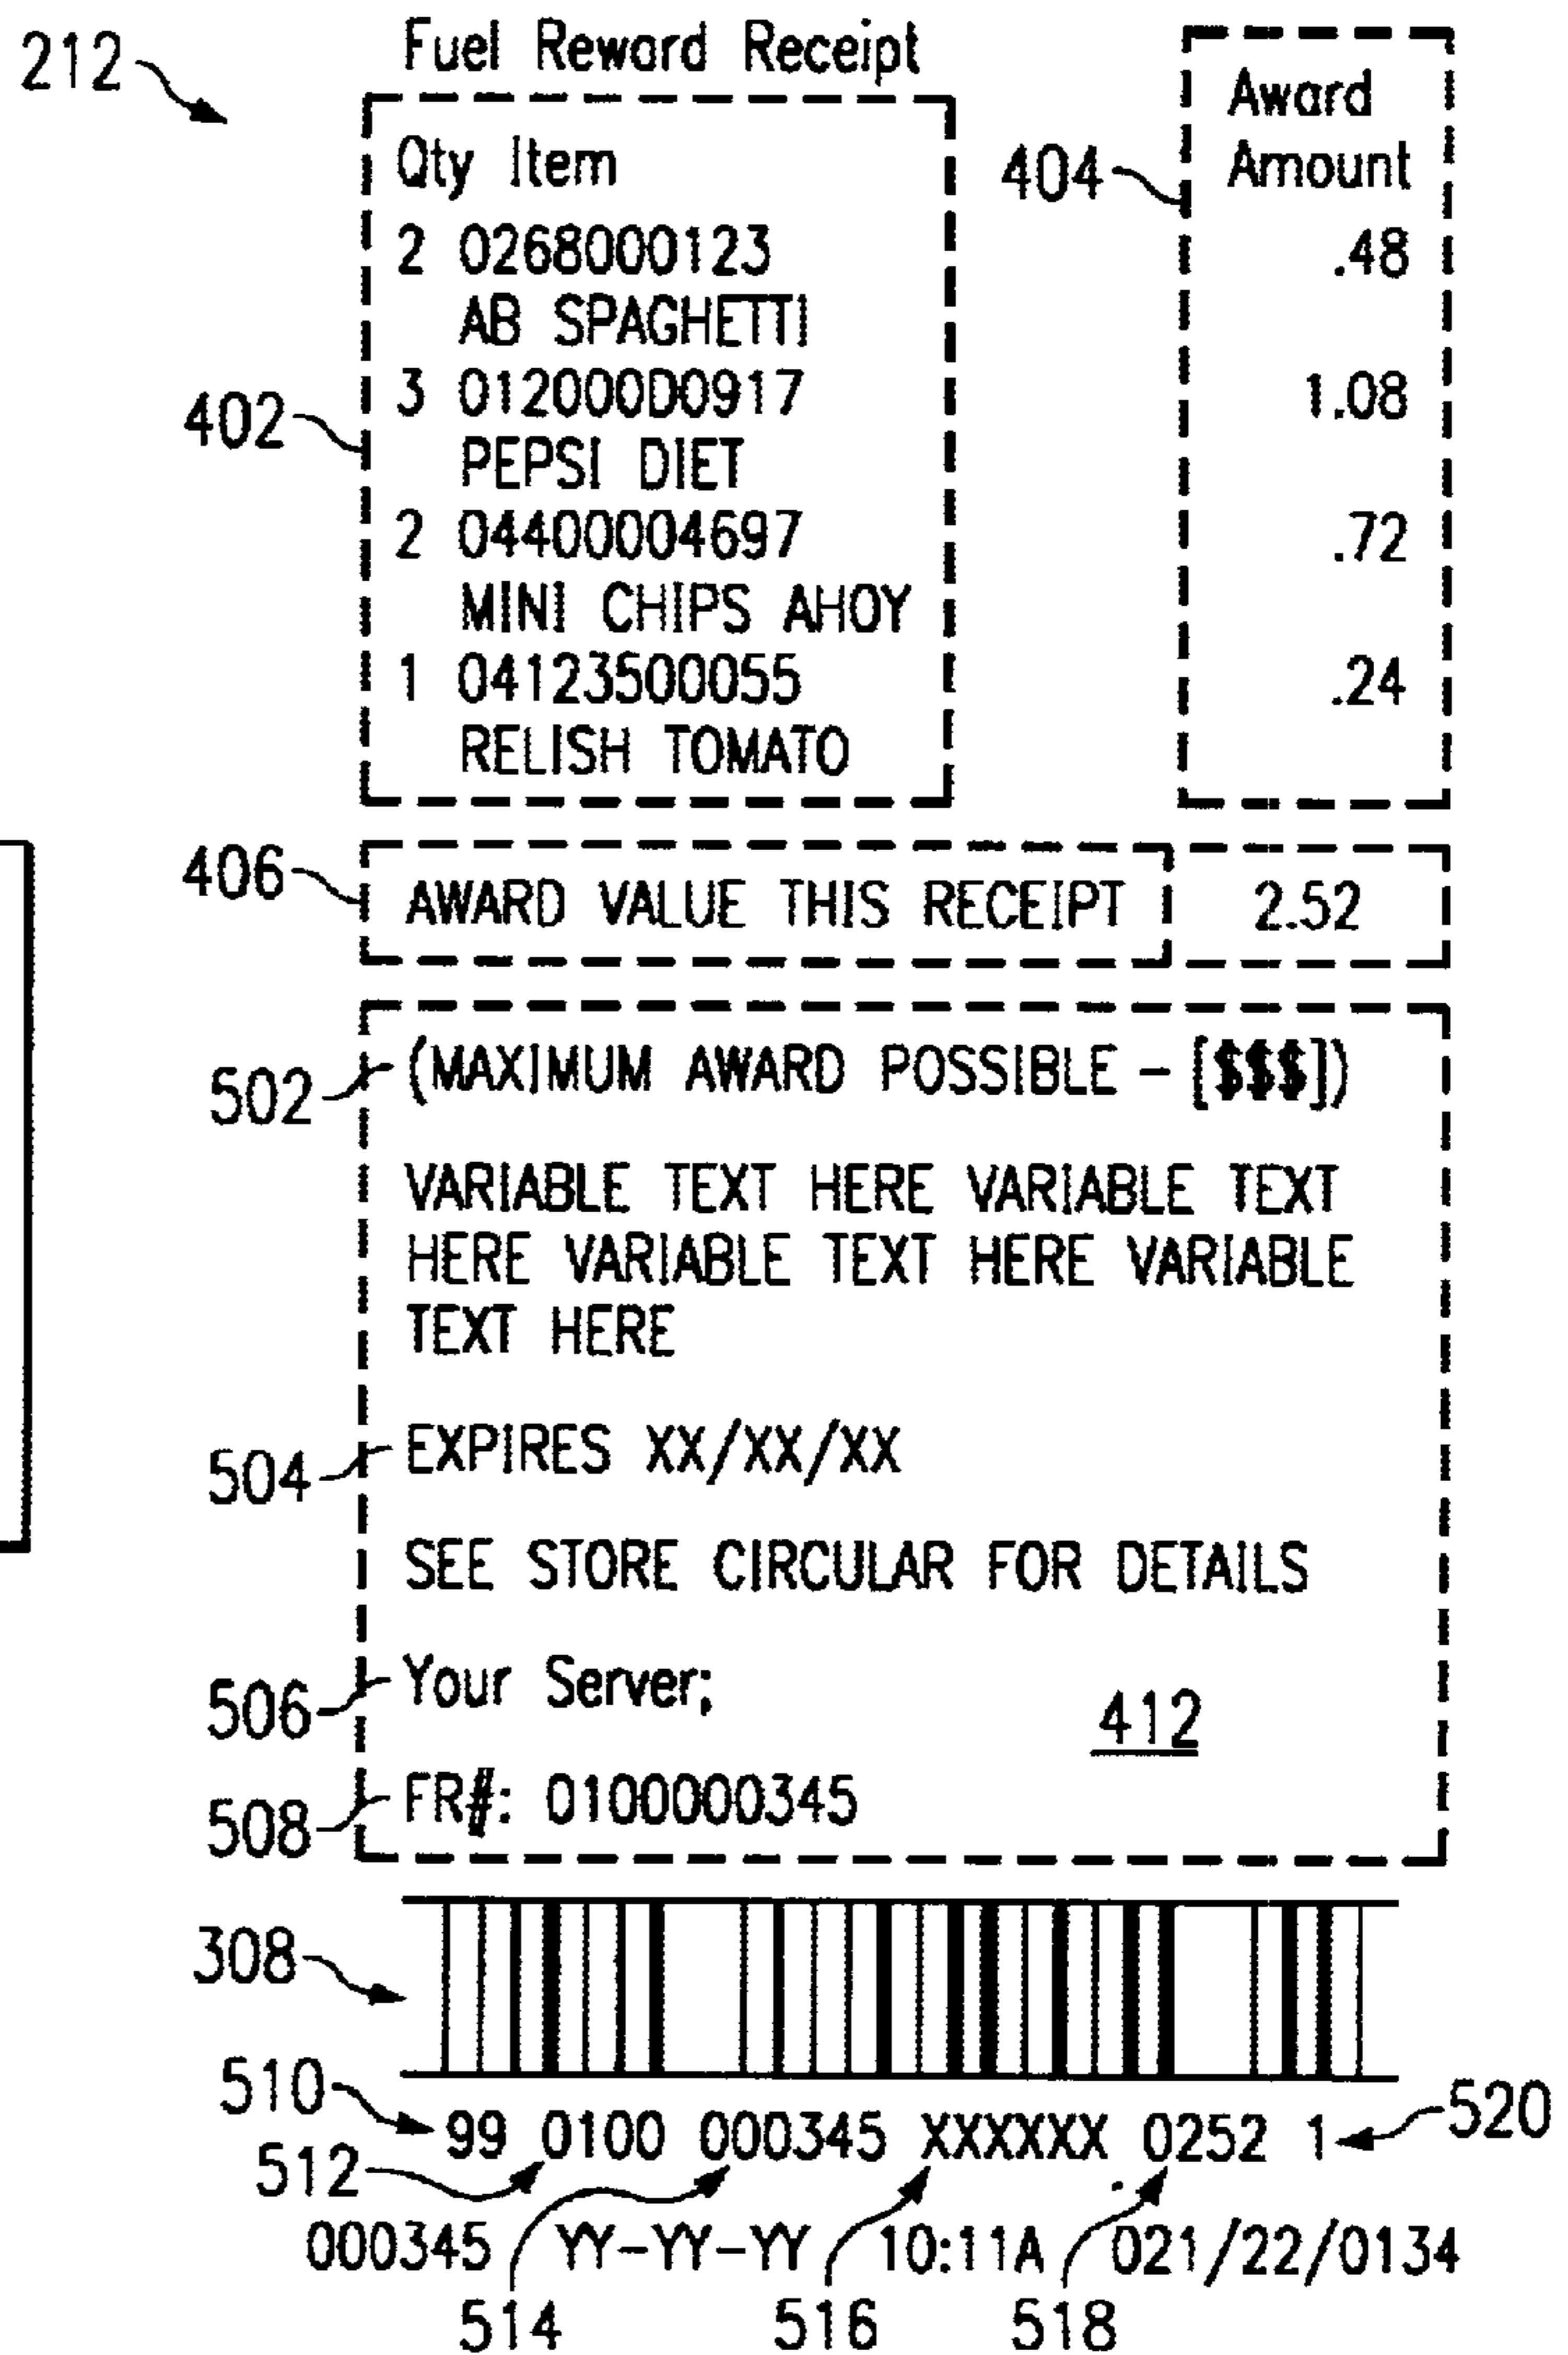 212
Fuel Reward Receipt
Qty Item
404
Award
Amount
2 0268000123 .48
AB SPAGHETTI
402
3 012000D0917 1.08
PEPSI DIET
2 04400004697 .72
MINI CHIPS AHOY
1 04123500055 .24
RELISH TOMATO
406
AWARD VALUE THIS RECEIPT 2.52
502
(MAXIMUM AWARD POSSIBLE - [$$$])
VARIABLE TEXT HERE VARIABLE TEXT
HERE VARIABLE TEXT HERE VARIABLE
TEXT HERE
504
EXPIRES XX/XX/XX
SEE STORE CIRCULAR FOR DETAILS
506
Your Server;
412
508
FR#: 0100000345
308
510
99 0100 000345 XXXXXX 0252 1
520
512
000345 YY-YY-YY 10:11A 021/22/0134
514 516 518